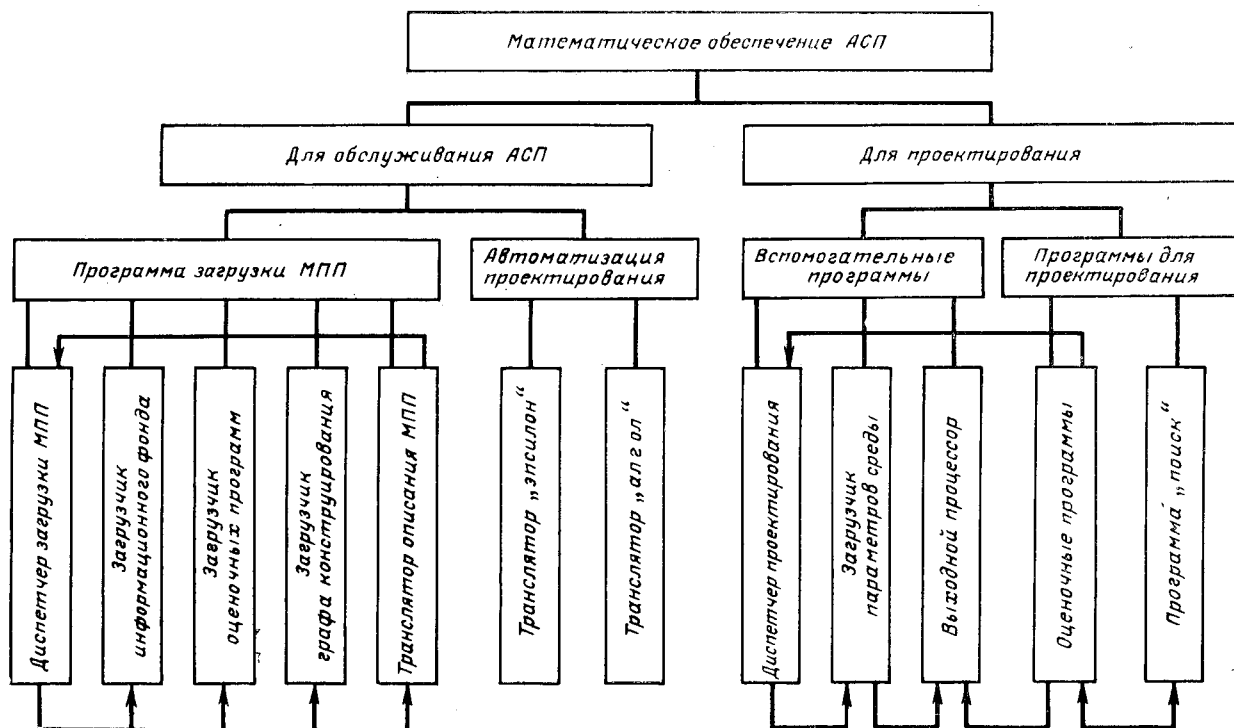 Математическое обеспечение АСП
Для обслуживания АСП
Для проектирования
Программа загрузки МПП
Автоматизация
проектирования
Вспомогательные
программы
Программы для
проектирования
Диспетчер загрузки МПП
Загрузчик
информационного фонда
Загрузчик
оценочных программ
Загрузчик
графа конструирования
Транслятор описания МПП
Транслятор „эпсилон“
Транслятор „алгол“
Диспетчер проектирования
Загрузчик
параметров среды
Выходной процессор
Оценочные программы
Программа „поиск“